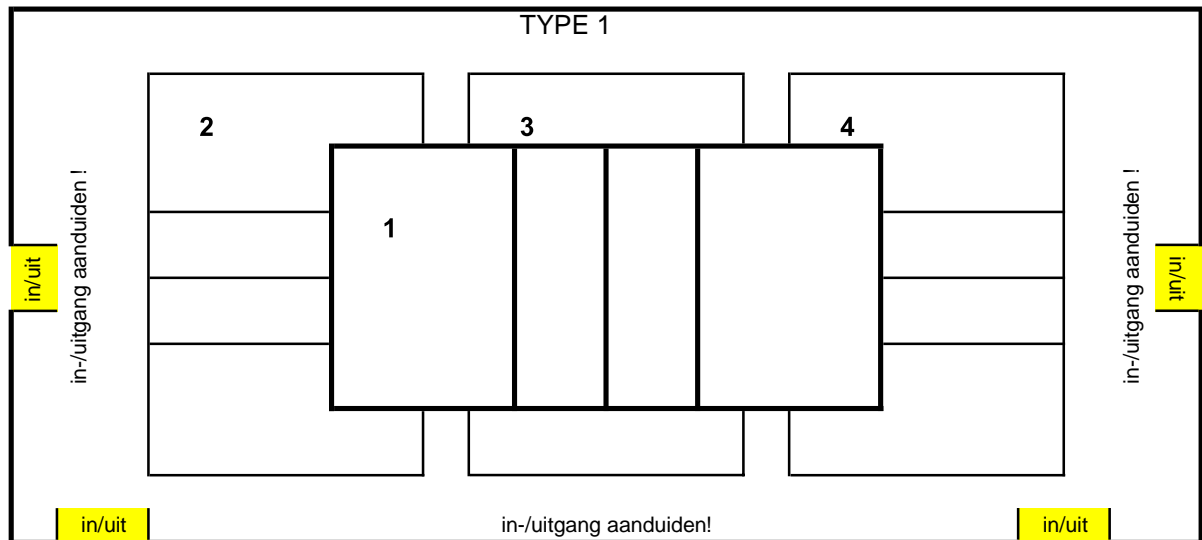 TYPE 1
2
3
4
1
in-/uitgang aanduiden !
in-/uitgang aanduiden !
in/uit
in/uit
in/uit
in-/uitgang aanduiden!
in/uit